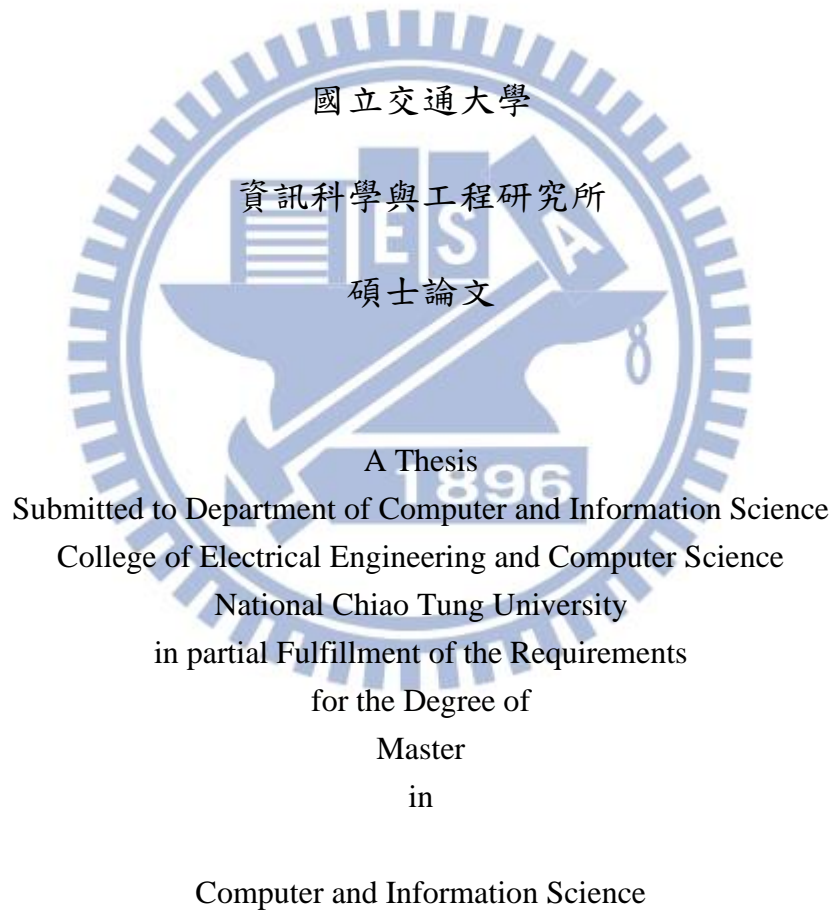 國立交通大學
資訊科學與工程研究所
ESA
碩士論文
A Thesis
1896
Submitted to Department of Computer and Information Science
College of Electrical Engineering and Computer Science
National Chiao Tung University
in partial Fulfillment of the Requirements
for the Degree of
Master
in
Computer and Information Science